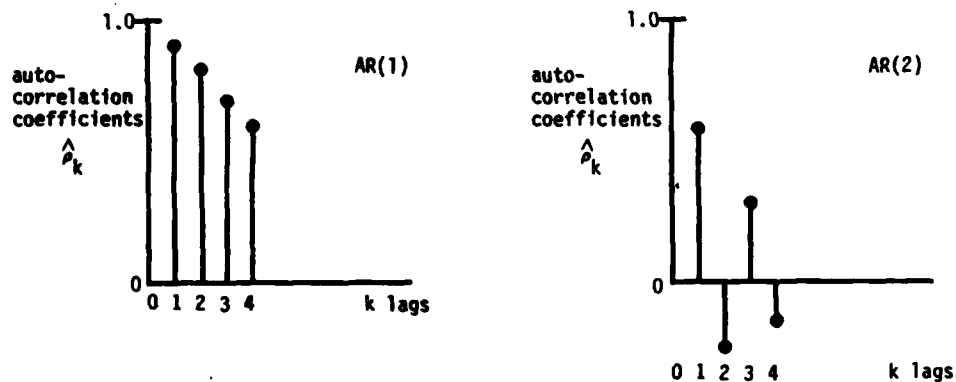 1.0
auto-
correlation
coefficients
ρ̂k
AR(1)
0
0 1 2 3 4 k lags
1.0
auto-
correlation
coefficients
ρ̂k
AR(2)
0
0 1 2 3 4 k lags